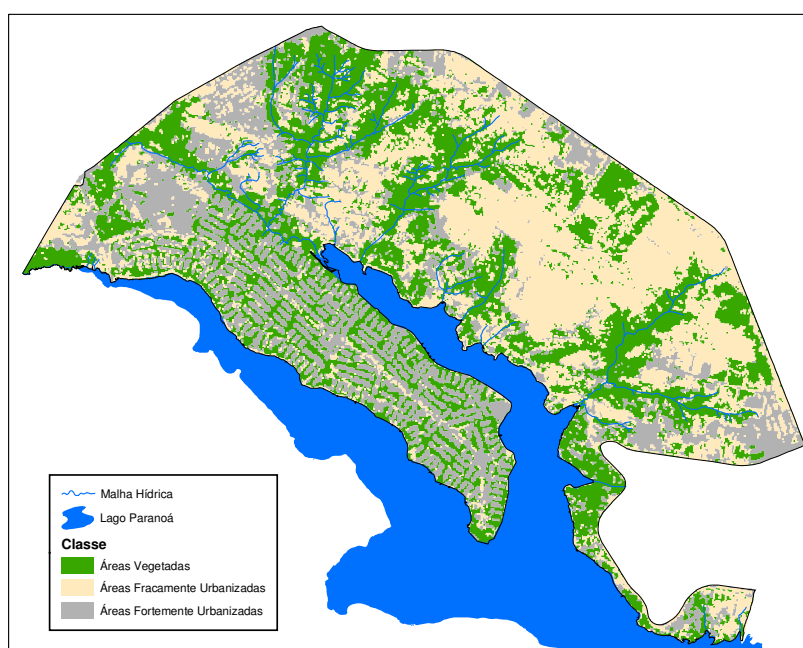 Malha Hídrica
Lago Paranoá
Classe
Áreas Vegetadas
Áreas Fracamente Urbanizadas
Áreas Fortemente Urbanizadas